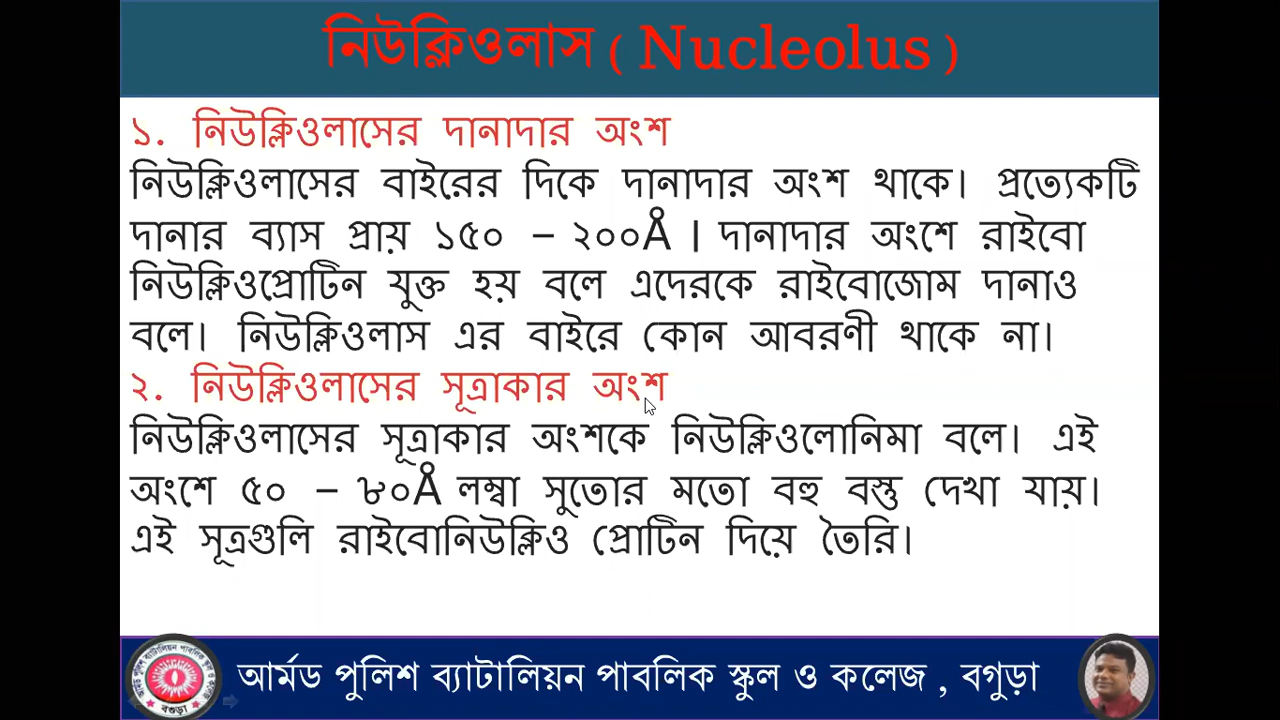 নিউক্লিওলাস ( Nucleolus )
১. নিউক্লিওলাসের দানাদার অংশ
নিউক্লিওলাসের বাইরের দিকে দানাদার অংশ থাকে। প্রত্যেকটি
দানার ব্যাস প্রায় ১৫০ – ২০০Å । দানাদার অংশে রাইবো
নিউক্লিওপ্রোটিন যুক্ত হয় বলে এদেরকে রাইবোজোম দানাও
বলে। নিউক্লিওলাস এর বাইরে কোন আবরণী থাকে না।
২. নিউক্লিওলাসের সূত্রাকার অংশ
নিউক্লিওলাসের সূত্রাকার অংশকে নিউক্লিওলোনিমা বলে। এই
অংশে ৫০ – ৮০Å লম্বা সুতোর মতো বহু বস্তু দেখা যায়।
এই সূত্রগুলি রাইবোনিউক্লিও প্রোটিন দিয়ে তৈরি।
আর্মড পুলিশ ব্যাটালিয়ন পাবলিক স্কুল ও কলেজ , বগুড়া
বগুড়া